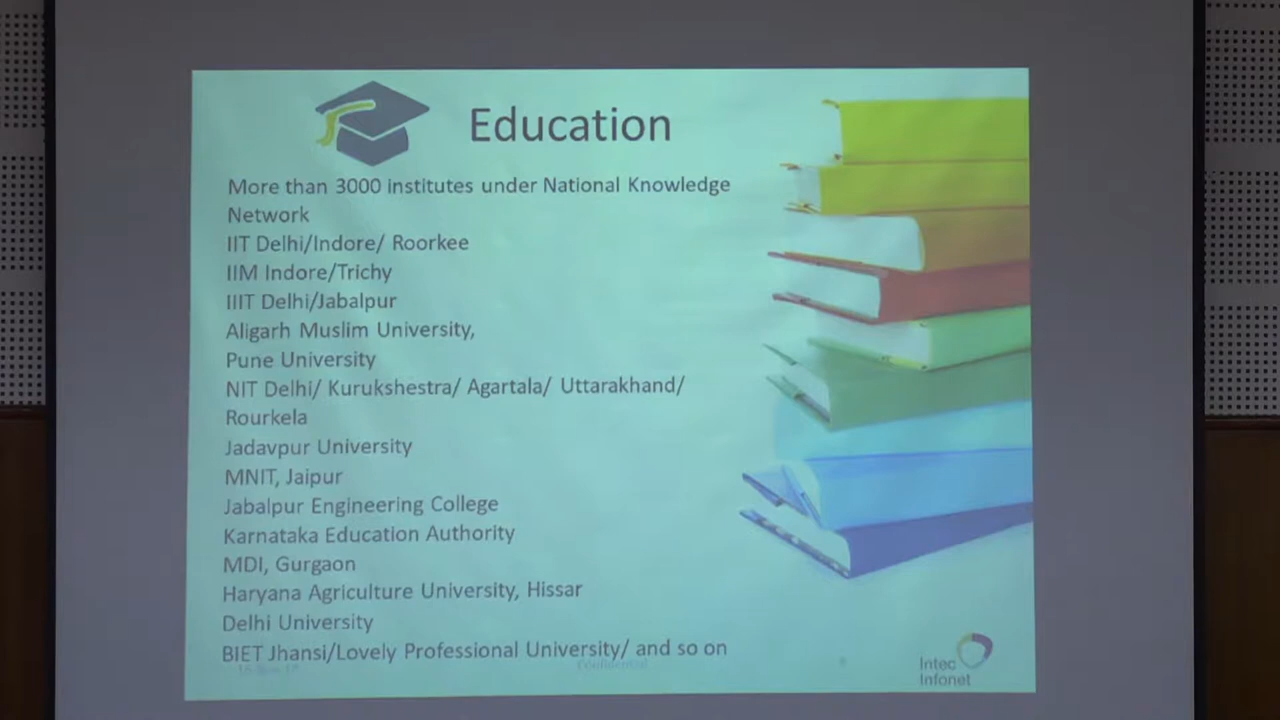 Education
More than 3000 institutes under National Knowledge
Network
IIT Delhi/Indore/ Roorkee
IIM Indore/Trichy
IIIT Delhi/Jabalpur
Aligarh Muslim University,
Pune University
NIT Delhi/ Kurukshestra/ Agartala/ Uttarakhand/
Rourkela
Jadavpur University
MNIT, Jaipur
Jabalpur Engineering College
Karnataka Education Authority
MDI, Gurgaon
Haryana Agriculture University, Hissar
Delhi University
BIET Jhansi/Lovely Professional University/ and so on
Confidential
Intec
Infonet